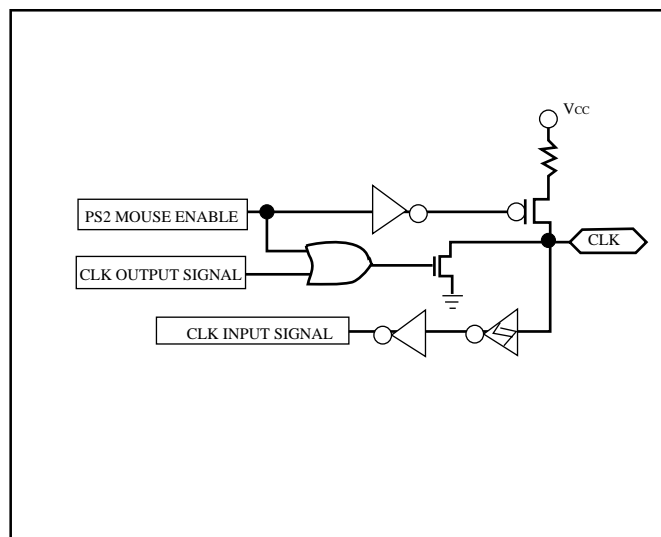 VCC
PS2 MOUSE ENABLE
CLK
CLK OUTPUT SIGNAL
CLK INPUT SIGNAL